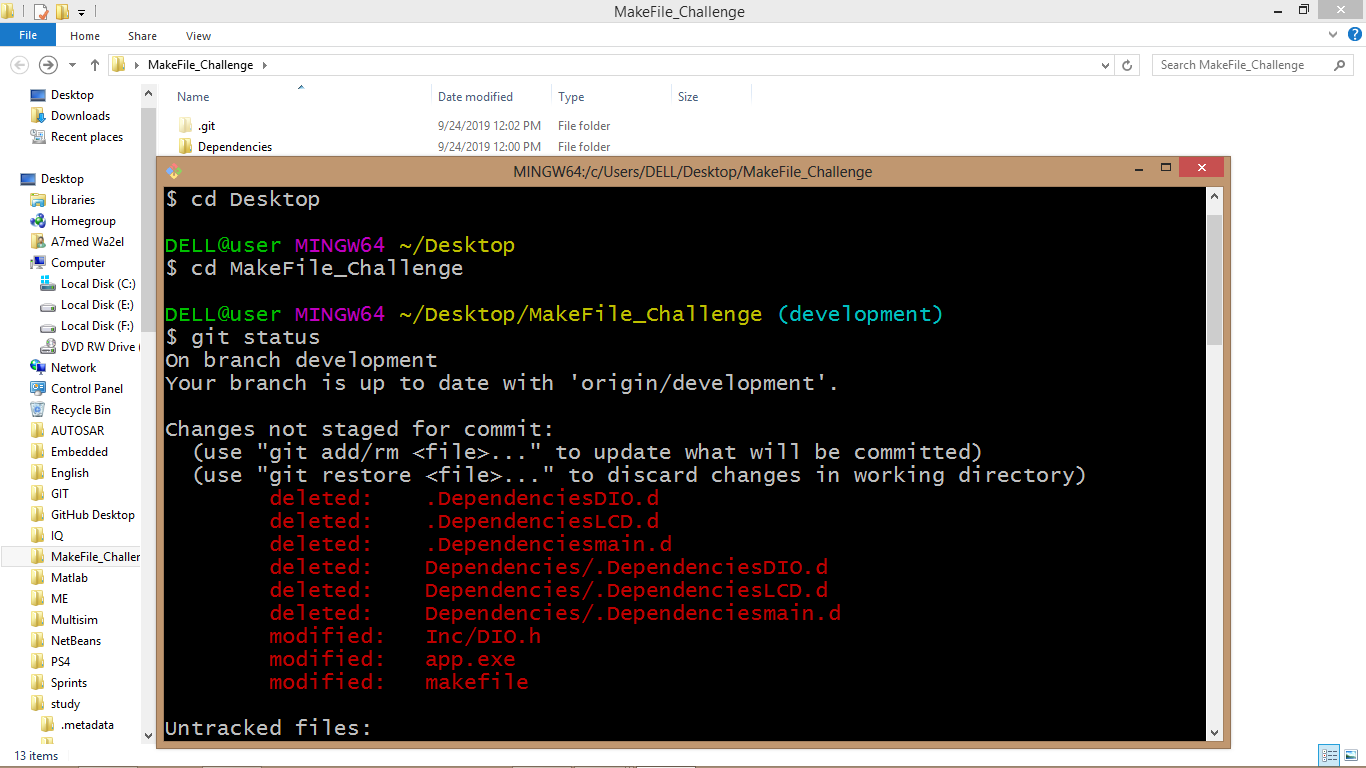 MakeFile_Challenge
File Home Share View
MakeFile_Challenge
Search MakeFile_Challenge
Desktop
Downloads
Recent places
Desktop
Libraries
Homegroup
A7med Wa2el
Computer
Local Disk (C:)
Local Disk (E:)
Local Disk (F:)
DVD RW Drive (
Network
Control Panel
Recycle Bin
AUTOSAR
Embedded
English
GIT
GitHub Desktop
IQ
MakeFile_Challer
Matlab
ME
Multisim
NetBeans
PS4
Sprints
study
.metadata
Name Date modified Type Size
.git 9/24/2019 12:02 PM File folder
Dependencies 9/24/2019 12:00 PM File folder
MINGW64:/c/Users/DELL/Desktop/MakeFile_Challenge
$ cd Desktop
DELL@user MINGW64 ~/Desktop
$ cd MakeFile_Challenge
DELL@user MINGW64 ~/Desktop/MakeFile_Challenge (development)
$ git status
On branch development
Your branch is up to date with 'origin/development'.
Changes not staged for commit:
(use "git add/rm <file>..." to update what will be committed)
(use "git restore <file>..." to discard changes in working directory)
deleted: .DependenciesDIO.d
deleted: .DependenciesLCD.d
deleted: .Dependenciesmain.d
deleted: Dependencies/.DependenciesDIO.d
deleted: Dependencies/.DependenciesLCD.d
deleted: Dependencies/.Dependenciesmain.d
modified: Inc/DIO.h
modified: app.exe
modified: makefile
Untracked files:
13 items